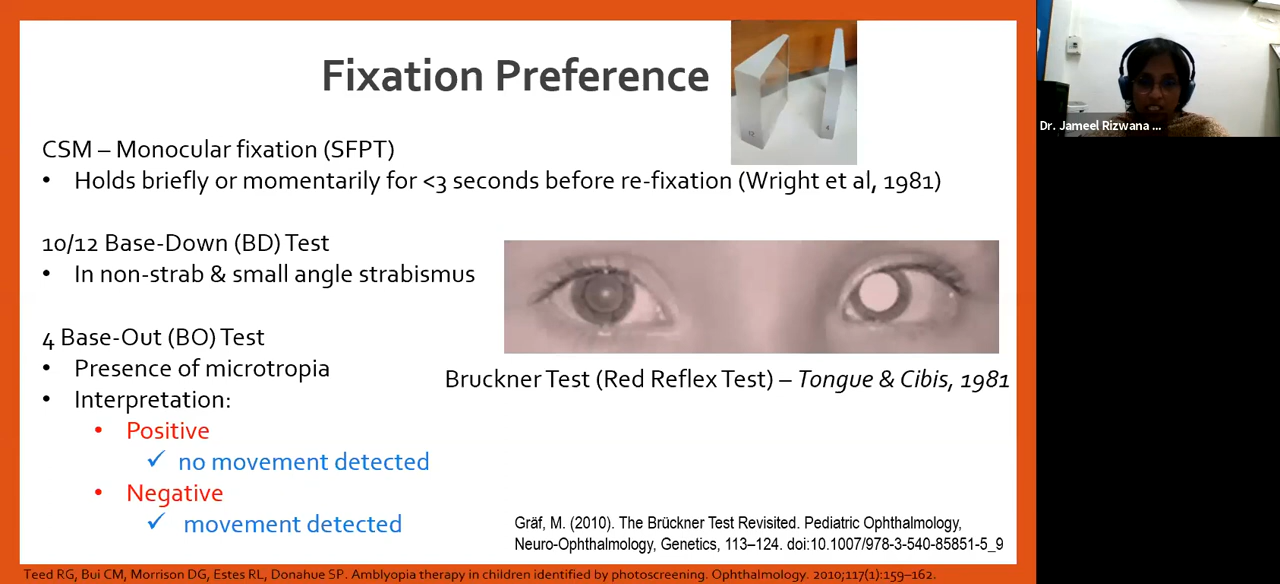 Fixation Preference
CSM – Monocular fixation (SFPT)
• Holds briefly or momentarily for <3 seconds before re-fixation (Wright et al, 1981)
10/12 Base-Down (BD) Test
• In non-strab & small angle strabismus
4 Base-Out (BO) Test
• Presence of microtropia
• Interpretation:
• Positive
✓ no movement detected
• Negative
✓ movement detected
Bruckner Test (Red Reflex Test) – Tongue & Cibis, 1981
Gräf, M. (2010). The Brückner Test Revisited. Pediatric Ophthalmology,
Neuro-Ophthalmology, Genetics, 113–124. doi:10.1007/978-3-540-85851-5_9
Teed RG, Bui CM, Morrison DG, Estes RL, Donahue SP. Amblyopia therapy in children identified by photoscreening. Ophthalmology. 2010;117(1):159–162.
Dr. Jameel Rizwana ...